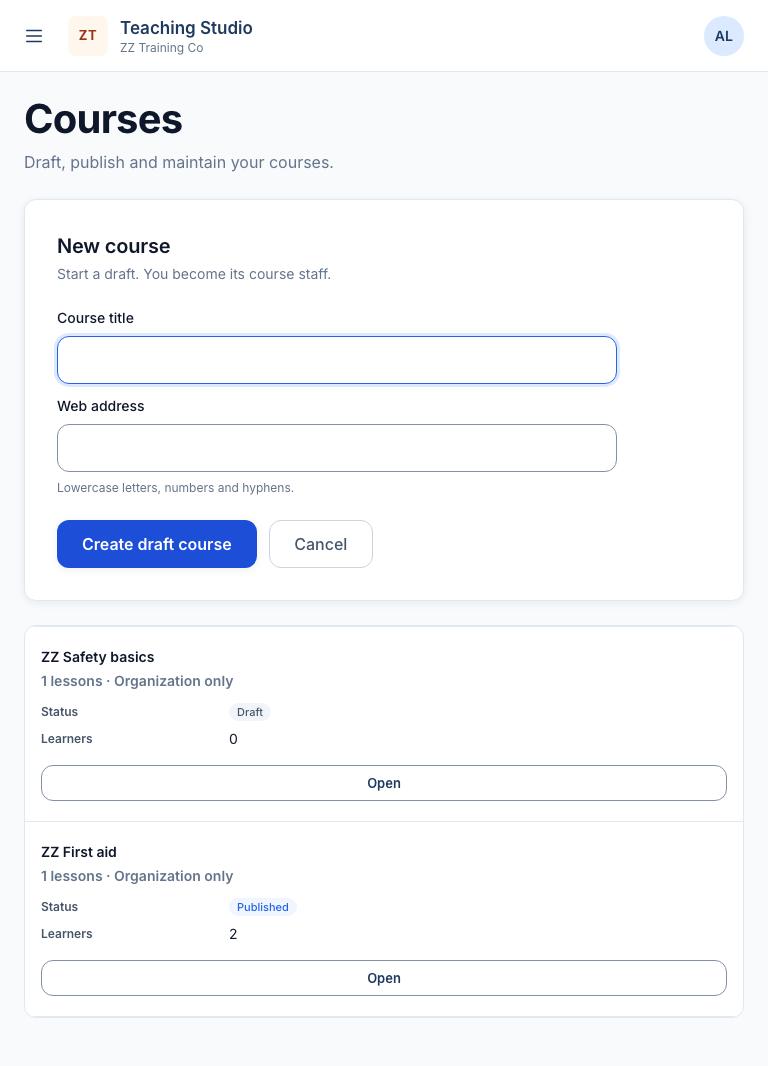 ZT
Teaching Studio
ZZ Training Co
AL
Courses
Draft, publish and maintain your courses.
New course
Start a draft. You become its course staff.
Course title
Web address
Lowercase letters, numbers and hyphens.
Create draft course
Cancel
ZZ Safety basics
1 lessons · Organization only
Status
Draft
Learners
0
Open
ZZ First aid
1 lessons · Organization only
Status
Published
Learners
2
Open